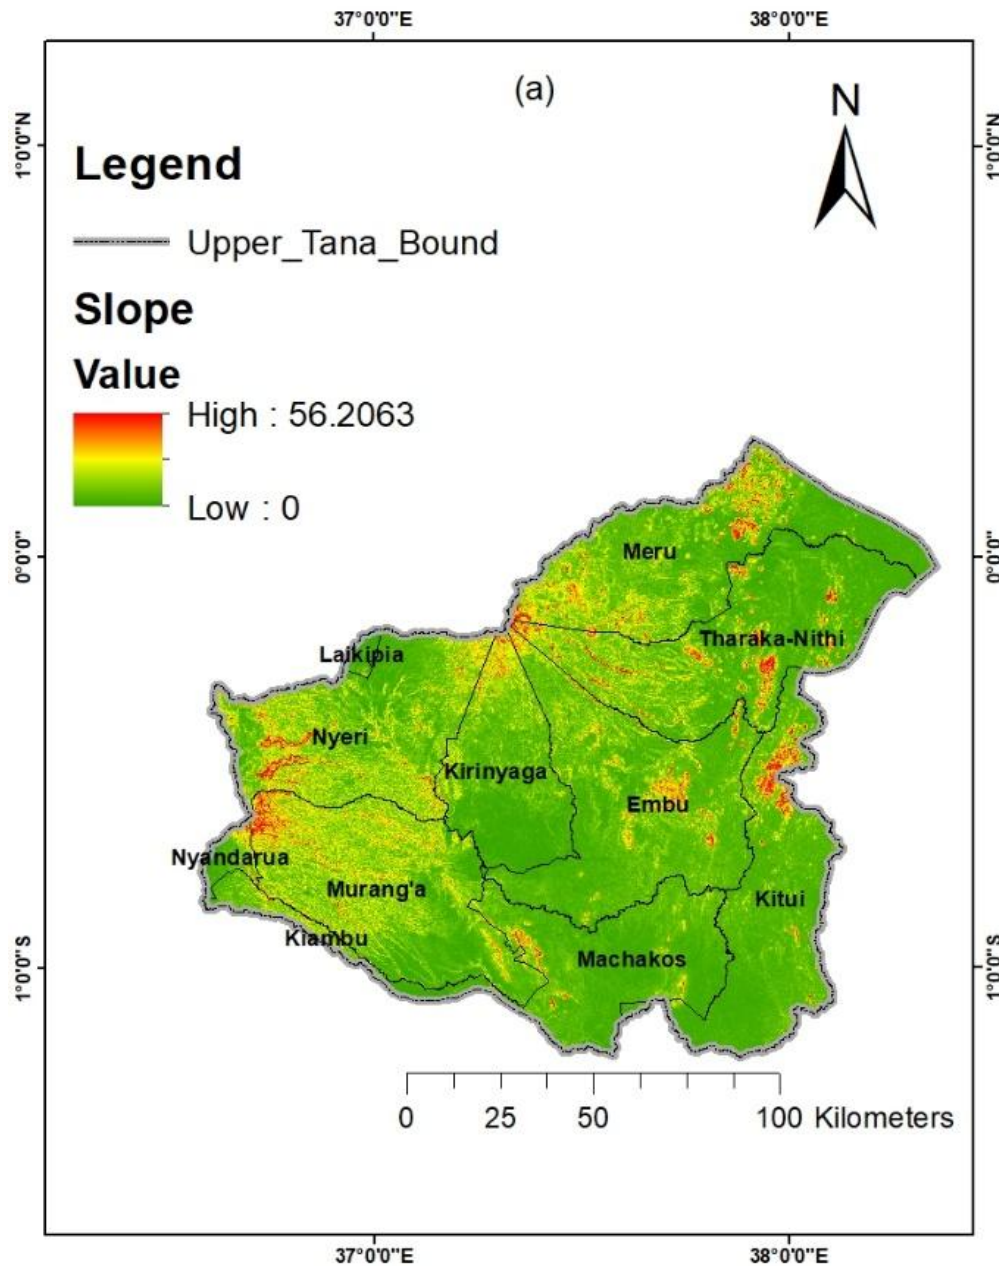 37°0'0"E 38°0'0"E
(a)
N
1°0'0"N 1°0'0"N
Legend
Upper_Tana_Bound
Slope
Value
High : 56.2063
Low : 0
Meru
0°0'0" 0°0'0"
Tharaka-Nithi
Laikipia
Nyeri
Kirinyaga
Embu
Nyandarua
Murang'a
Kitui
Kiambu
Machakos
1°0'0"S 1°0'0"S
0 25 50 100 Kilometers
37°0'0"E 38°0'0"E